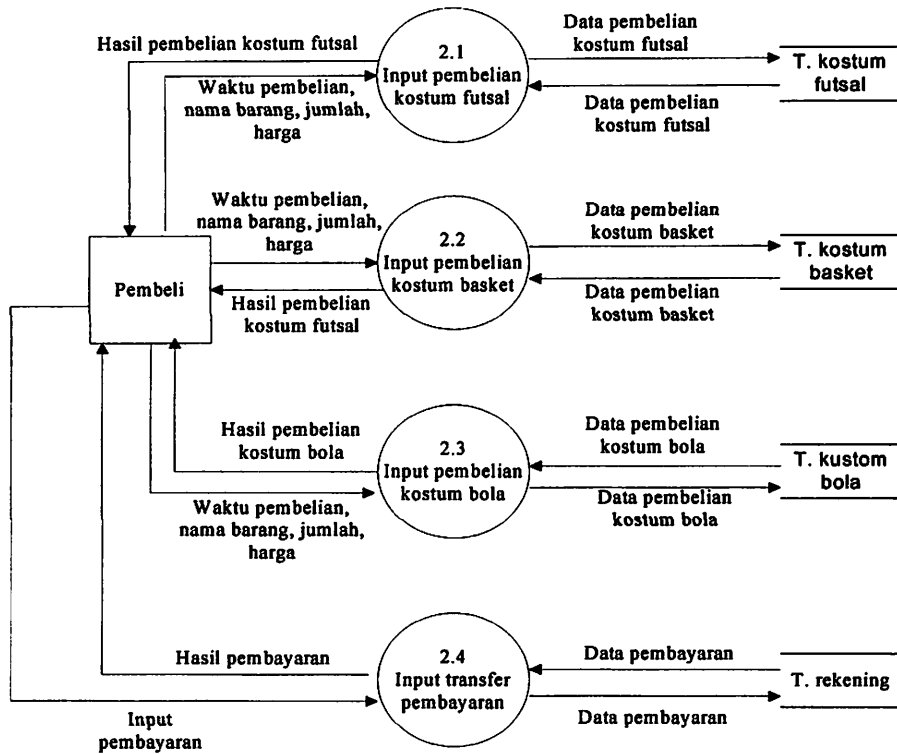 Hasil pembelian kostum futsal
2.1
Input pembelian
kostum futsal
Data pembelian
kostum futsal
T. kostum
futsal
Waktu pembelian,
nama barang, jumlah,
harga
Data pembelian
kostum futsal
Waktu pembelian,
nama barang, jumlah,
harga
2.2
Input pembelian
kostum basket
Data pembelian
kostum basket
T. kostum
basket
Pembeli
Hasil pembelian
kostum futsal
Data pembelian
kostum basket
Hasil pembelian
kostum bola
2.3
Input pembelian
kostum bola
Data pembelian
kostum bola
T. kustom
bola
Waktu pembelian,
nama barang, jumlah,
harga
Data pembelian
kostum bola
Hasil pembayaran
2.4
Input transfer
pembayaran
Data pembayaran
T. rekening
Input
pembayaran
Data pembayaran